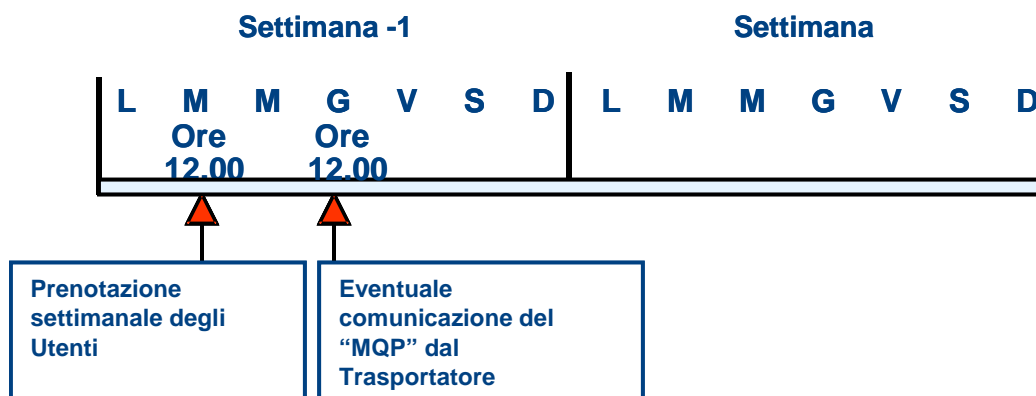 Settimana -1 Settimana
L M M G V S D L M M G V S D
Ore Ore
12.00 12.00
Prenotazione
settimanale degli
Utenti
Eventuale
comunicazione del
“MQP” dal
Trasportatore